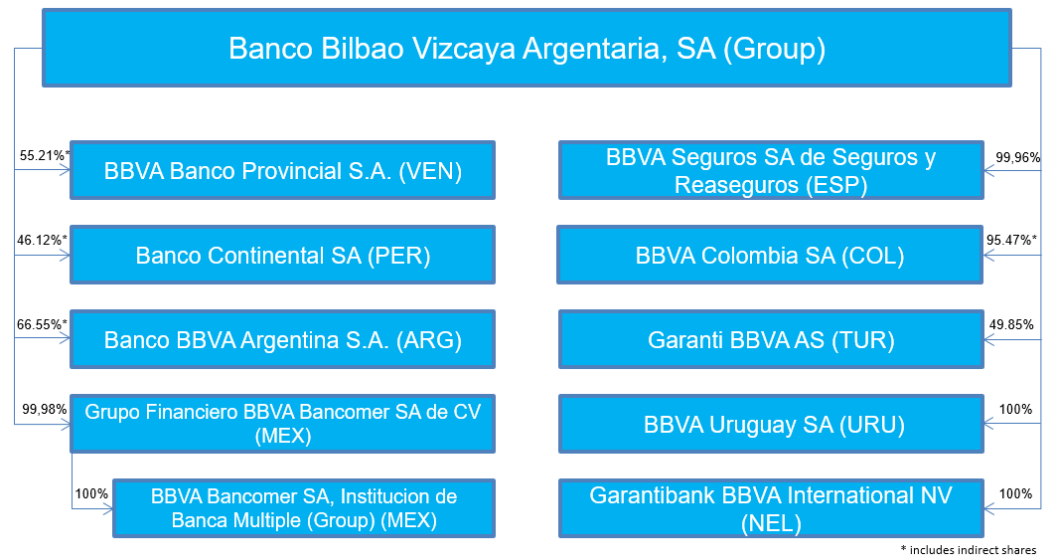 Banco Bilbao Vizcaya Argentaria, SA (Group)
55.21%*
BBVA Banco Provincial S.A. (VEN)
46.12%*
Banco Continental SA (PER)
66.55%*
Banco BBVA Argentina S.A. (ARG)
99,98%
Grupo Financiero BBVA Bancomer SA de CV
(MEX)
100%
BBVA Bancomer SA, Institucion de
Banca Multiple (Group) (MEX)
BBVA Seguros SA de Seguros y
Reaseguros (ESP)
99,96%
BBVA Colombia SA (COL)
95.47%*
Garanti BBVA AS (TUR)
49.85%
BBVA Uruguay SA (URU)
100%
Garantibank BBVA International NV
(NEL)
100%
* includes indirect shares